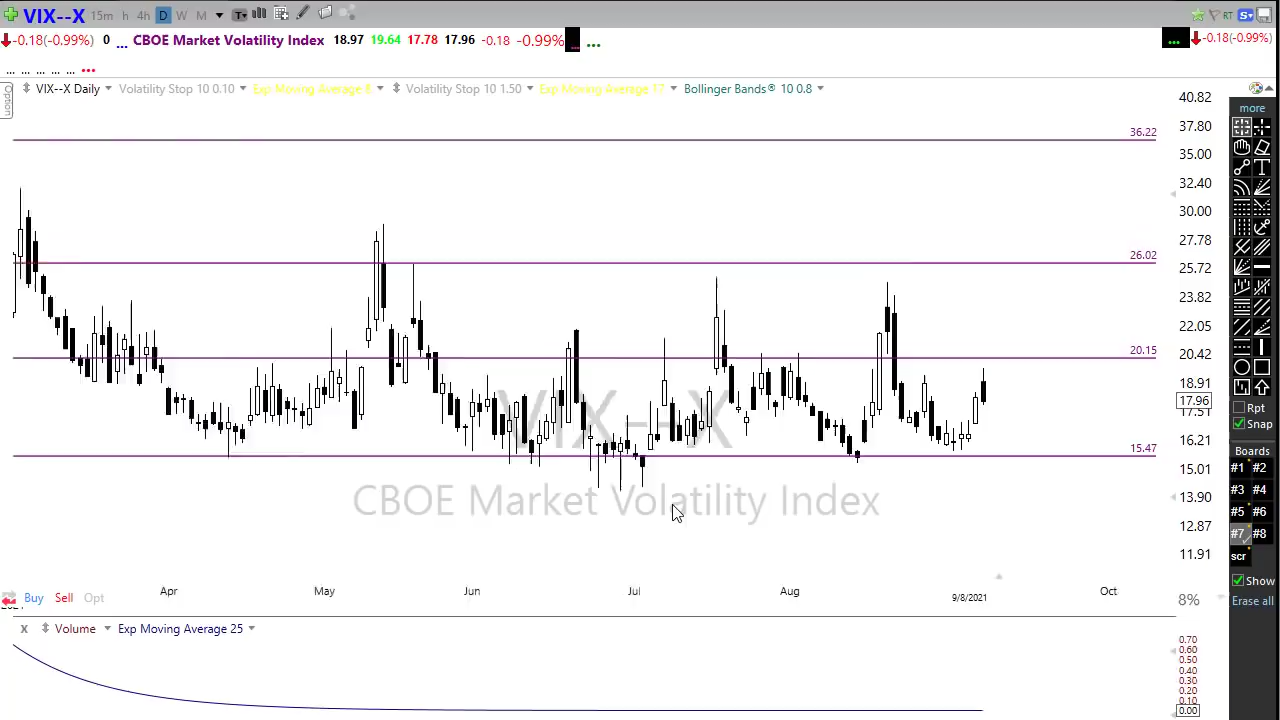 VIX--X 15m h 4h D W M T RT S
-0.18(-0.99%) 0 ... CBOE Market Volatility Index 18.97 19.64 17.78 17.96 -0.18 -0.99% ... ... ... -0.18(-0.99%)
... ... ... ... ... ...
Option
VIX--X Daily Volatility Stop 10 0.10 Exp Moving Average 8 Volatility Stop 10 1.50 Exp Moving Average 17 Bollinger Bands® 10 0.8
40.82
37.80
36.22
35.00
32.40
30.00
27.78
26.02
25.72
23.82
22.05
20.15
20.42
18.91
17.96
17.51
16.21
15.47
15.01
13.90
12.87
11.91
VIX--X
CBOE Market Volatility Index
more
T
Rpt
Snap
Boards
#1 #2
#3 #4
#5 #6
#7 #8
scr
Show
Erase all
Apr May Jun Jul Aug 9/8/2021 Oct
Buy Sell Opt
8%
X Volume Exp Moving Average 25
0.70
0.60
0.50
0.40
0.30
0.20
0.10
0.00